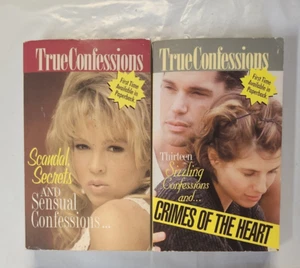 True Confessions
First Time
Available in
Paperback
Scandal,
Secrets
AND
Sensual
Confessions...
True Confessions
First Time
Available in
Paperback
Thirteen
Sizzling
Confessions
and...
CRIMES OF THE HEART